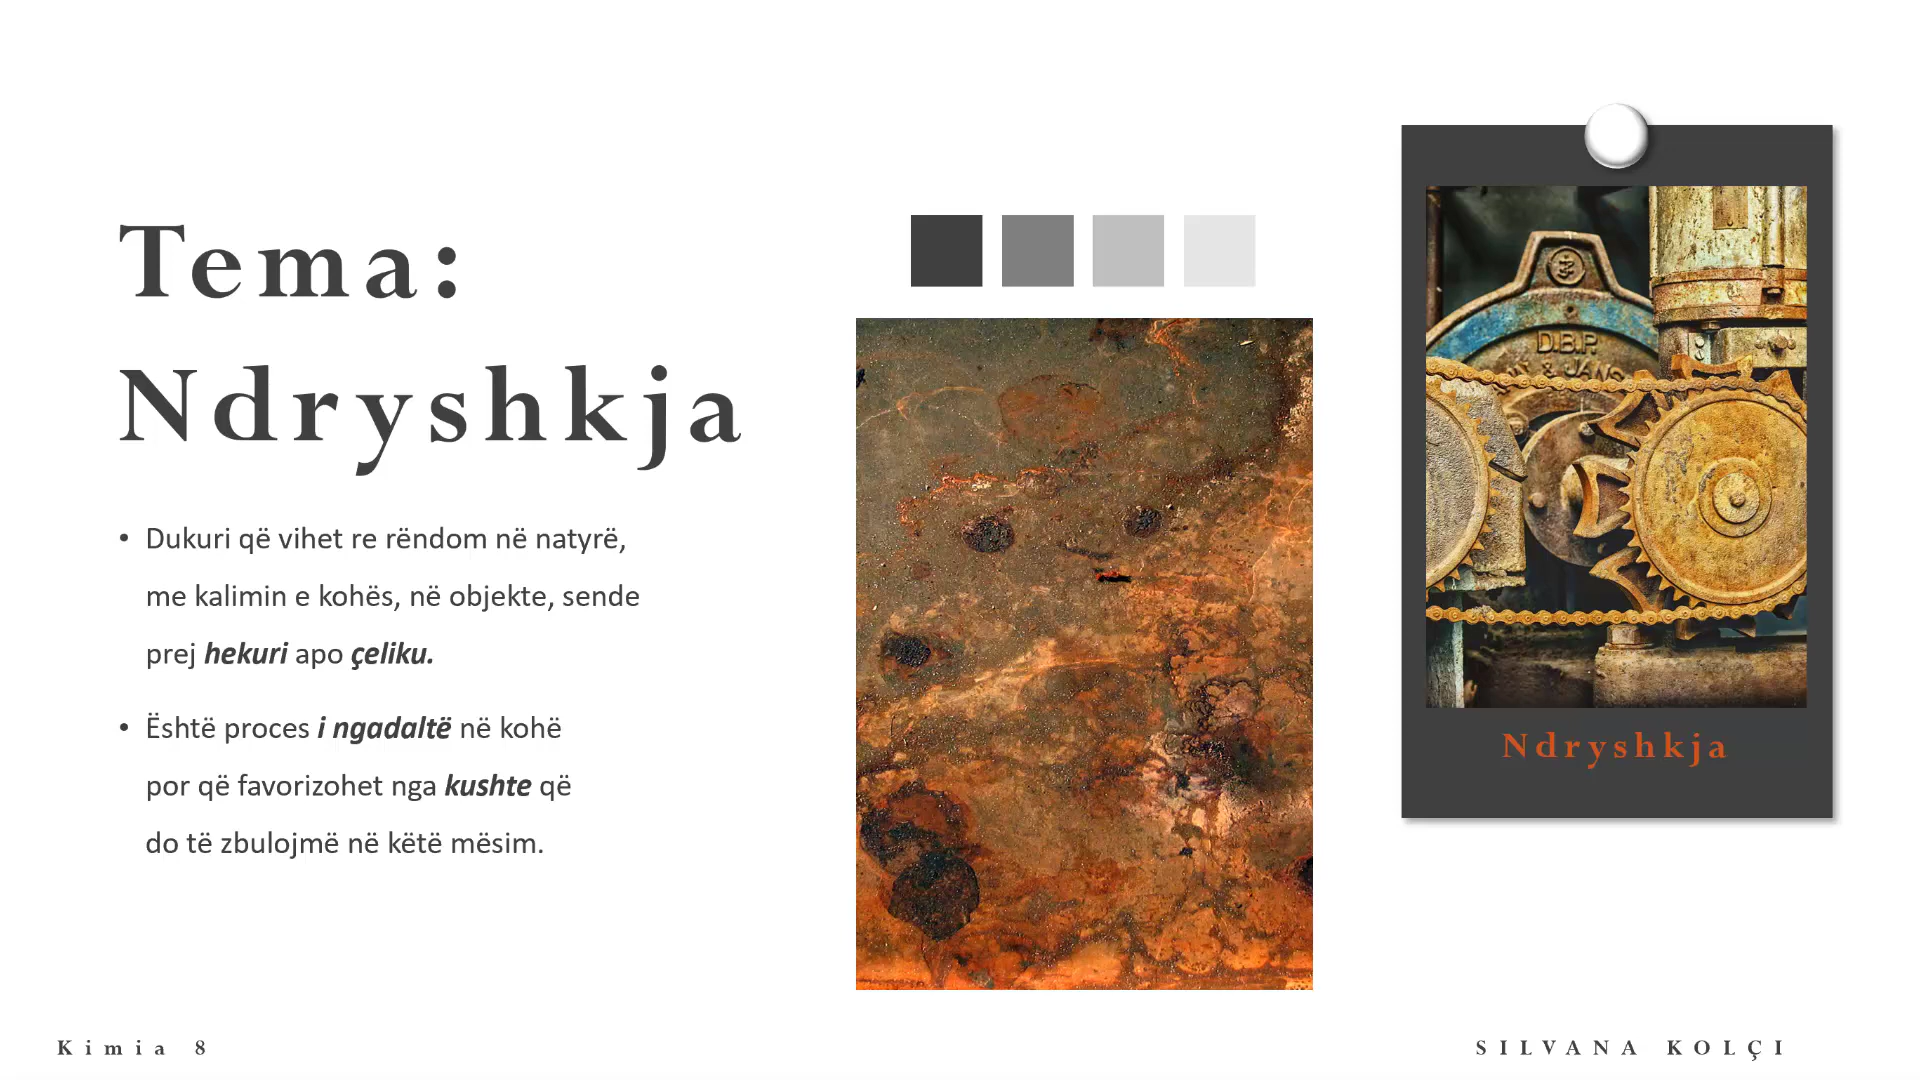 Tema:
Ndryshkja
• Dukuri që vihet re rëndom në natyrë,
me kalimin e kohës, në objekte, sende
prej hekuri apo çeliku.
• Është proces i ngadaltë në kohë
por që favorizohet nga kushte që
do të zbulojmë në këtë mësim.
D.B.P.
& JANS
Ndryshkja
Kimia 8
SILVANA KOLÇI